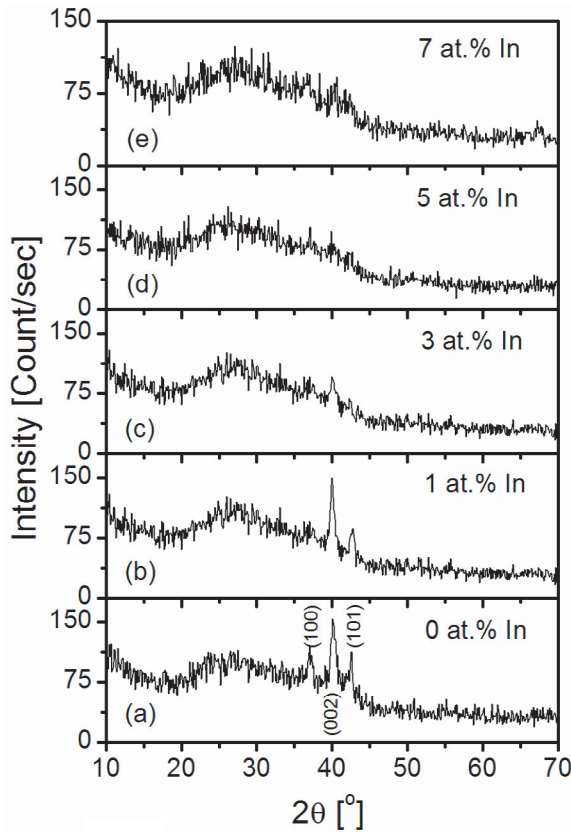 150
75
0
7 at.% In
(e)
150
75
0
5 at.% In
(d)
150
75
0
3 at.% In
(c)
150
75
0
1 at.% In
(b)
150
75
0
0 at.% In
(100)
(002)
(101)
(a)
10 20 30 40 50 60 70
2θ [°]
Intensity [Count/sec]